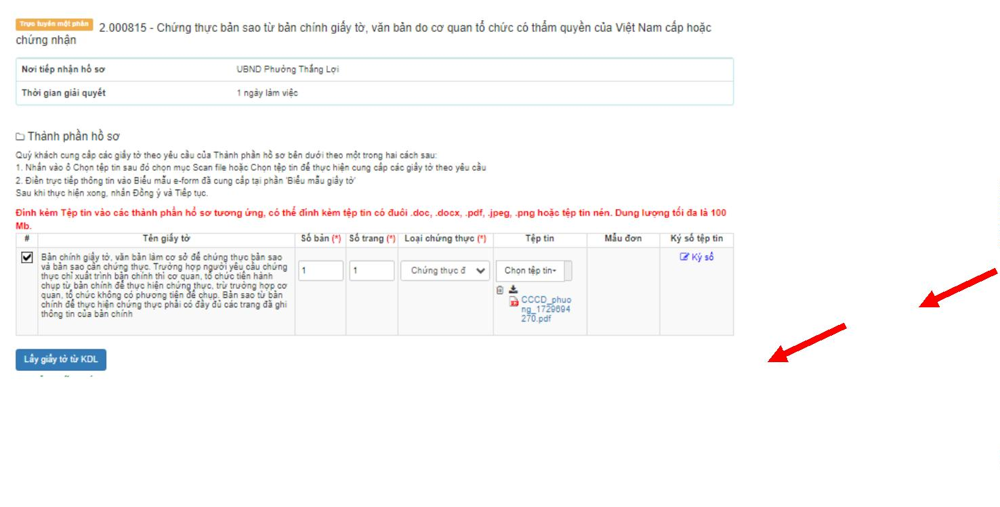 Trực tuyến một phần 2.000815 - Chứng thực bản sao từ bản chính giấy tờ, văn bản do cơ quan tổ chức có thẩm quyền của Việt Nam cấp hoặc
chứng nhận
Nơi tiếp nhận hồ sơ UBND Phường Thắng Lợi
Thời gian giải quyết 1 ngày làm việc
Thành phần hồ sơ
Quý khách cung cấp các giấy tờ theo yêu cầu của Thành phần hồ sơ bên dưới theo một trong hai cách sau:
1. Nhấn vào ô Chọn tệp tin sau đó chọn mục Scan file hoặc Chọn tệp tin để thực hiện cung cấp các giấy tờ theo yêu cầu
2. Điền trực tiếp thông tin vào Biểu mẫu e-form đã cung cấp tại phần 'Biểu mẫu giấy tờ'
Sau khi thực hiện xong, nhấn Đồng ý và Tiếp tục.
Đính kèm Tệp tin vào các thành phần hồ sơ tương ứng, có thể đính kèm tệp tin có đuôi .doc, .docx, .pdf, .jpeg, .png hoặc tệp tin nén. Dung lượng tối đa là 100
Mb.
# Tên giấy tờ Số bản (*) Số trang (*) Loại chứng thực (*) Tệp tin Mẫu đơn Ký số tệp tin
Bản chính giấy tờ, văn bản làm cơ sở để chứng thực bản sao
và bản sao cần chứng thực. Trường hợp người yêu cầu chứng
thực chỉ xuất trình bản chính thì cơ quan, tổ chức tiến hành
chụp từ bản chính để thực hiện chứng thực, trừ trường hợp cơ
quan, tổ chức không có phương tiện để chụp. Bản sao từ bản
chính để thực hiện chứng thực phải có đầy đủ các trang đã ghi
thông tin của bản chính
1
1
Chứng thực đ
Chọn tệp tin
CCCD_phuo
ng_1729694
270.pdf
Ký số
Lấy giấy tờ từ KDL